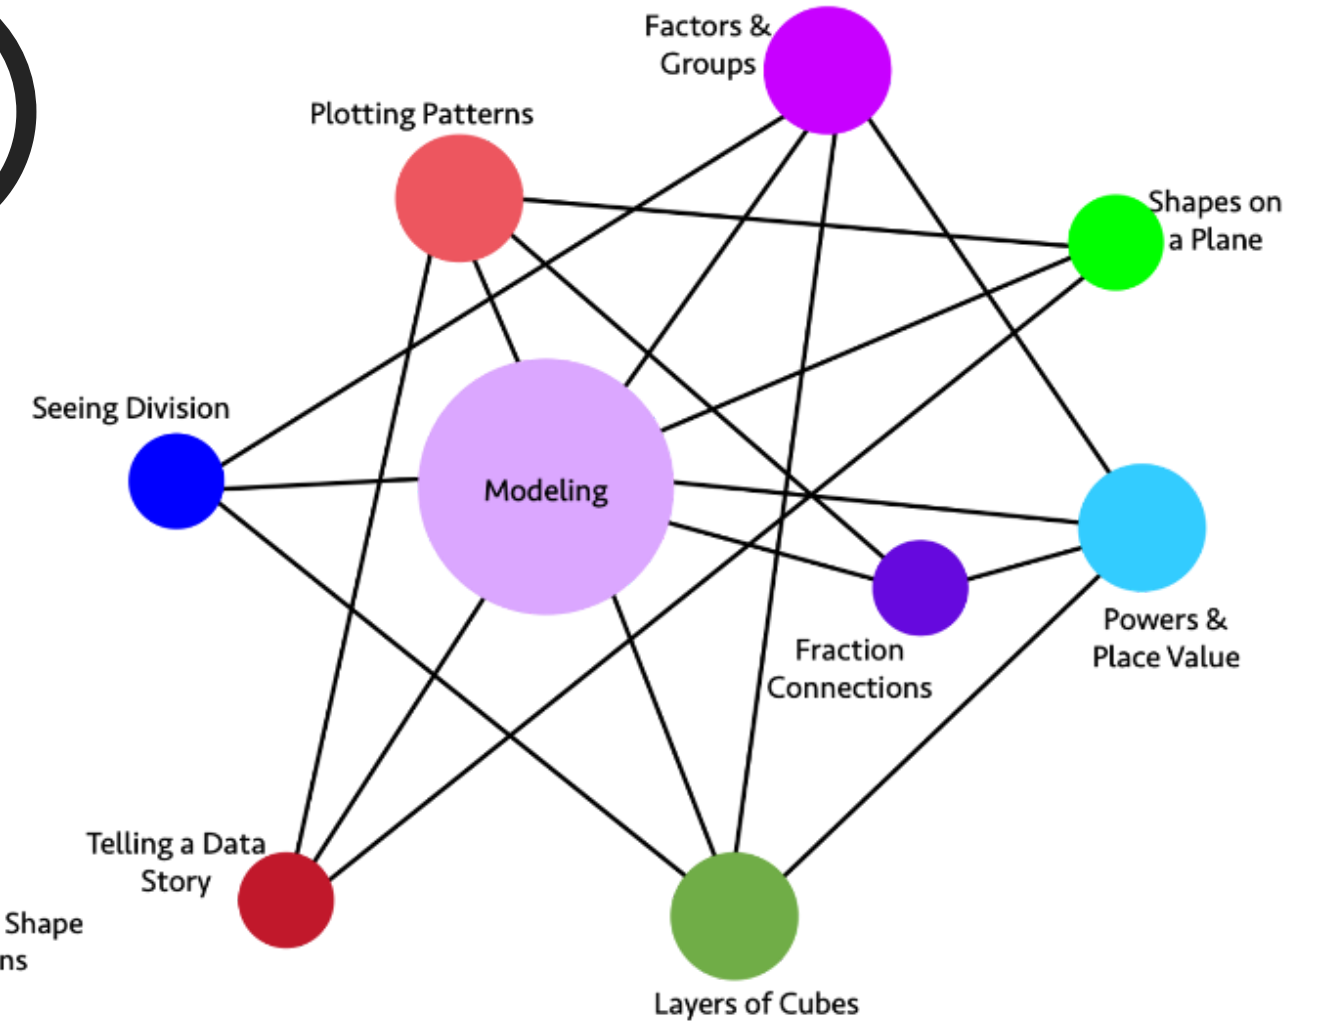 Factors &
Groups
Plotting Patterns
Shapes on
a Plane
Seeing Division
Modeling
Powers &
Place Value
Fraction
Connections
Telling a Data
Story
Shape
ns
Layers of Cubes